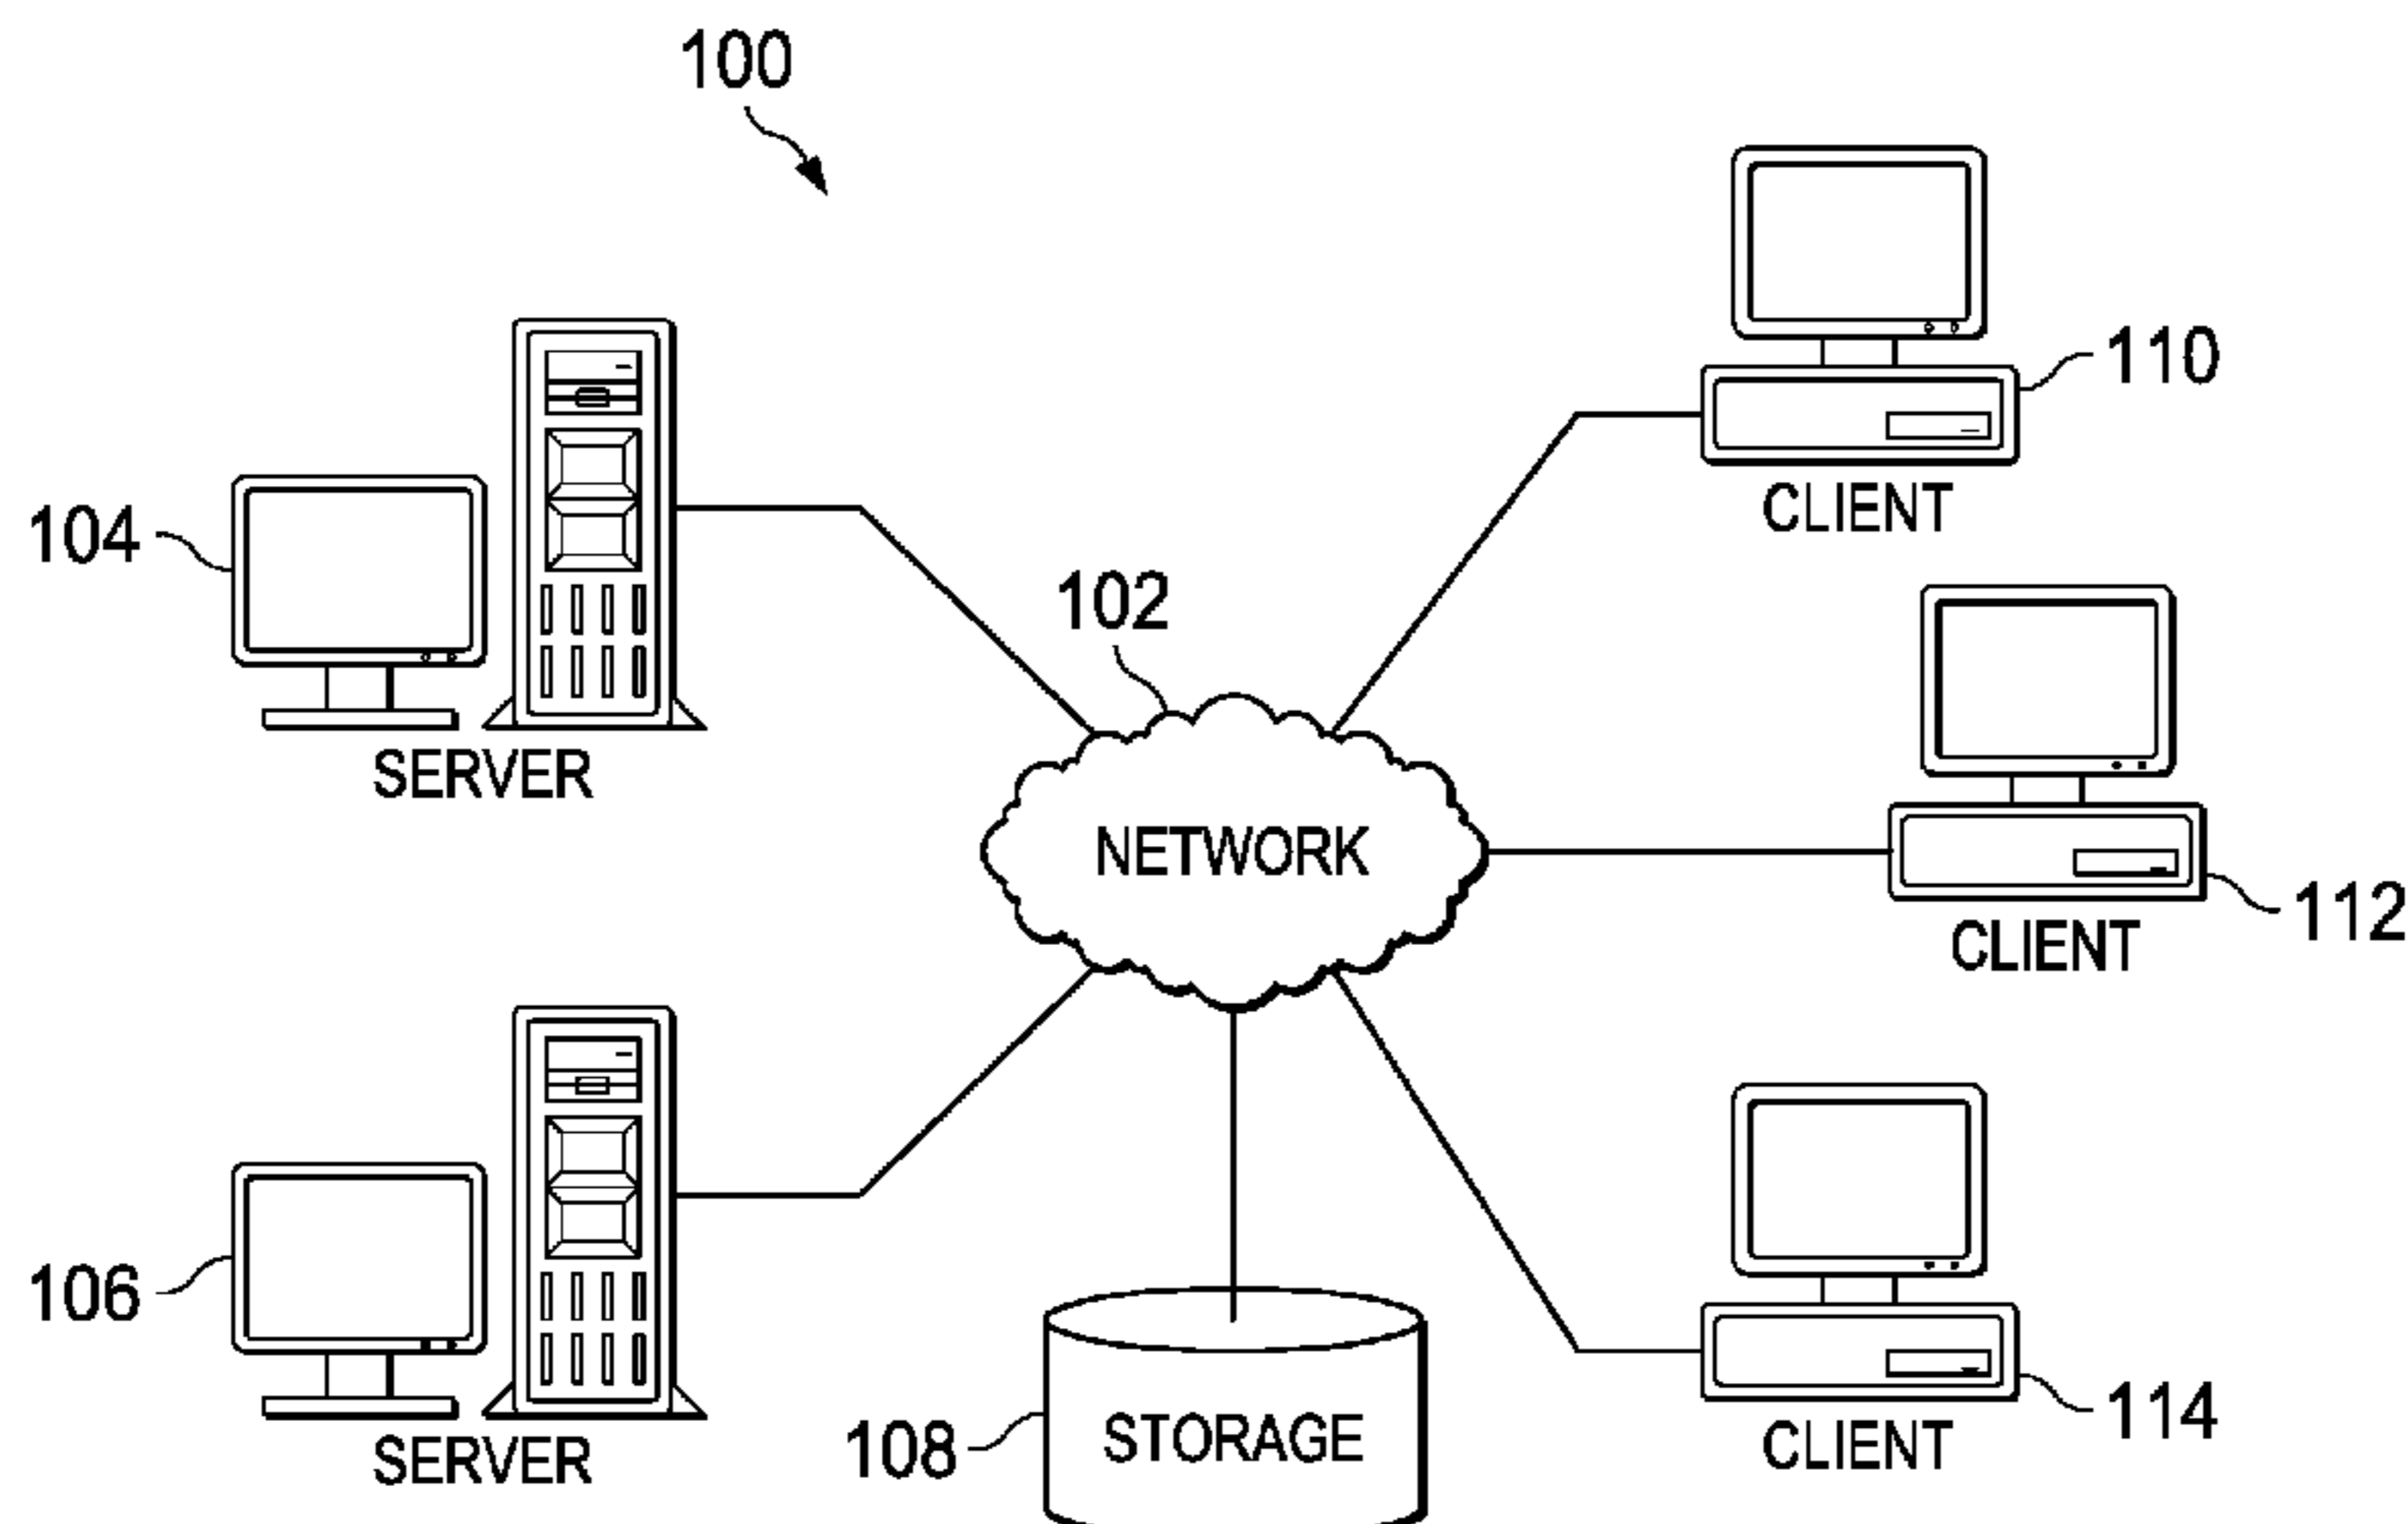 100
110
CLIENT
104
102
SERVER
NETWORK
112
CLIENT
106
SERVER
108
STORAGE
114
CLIENT